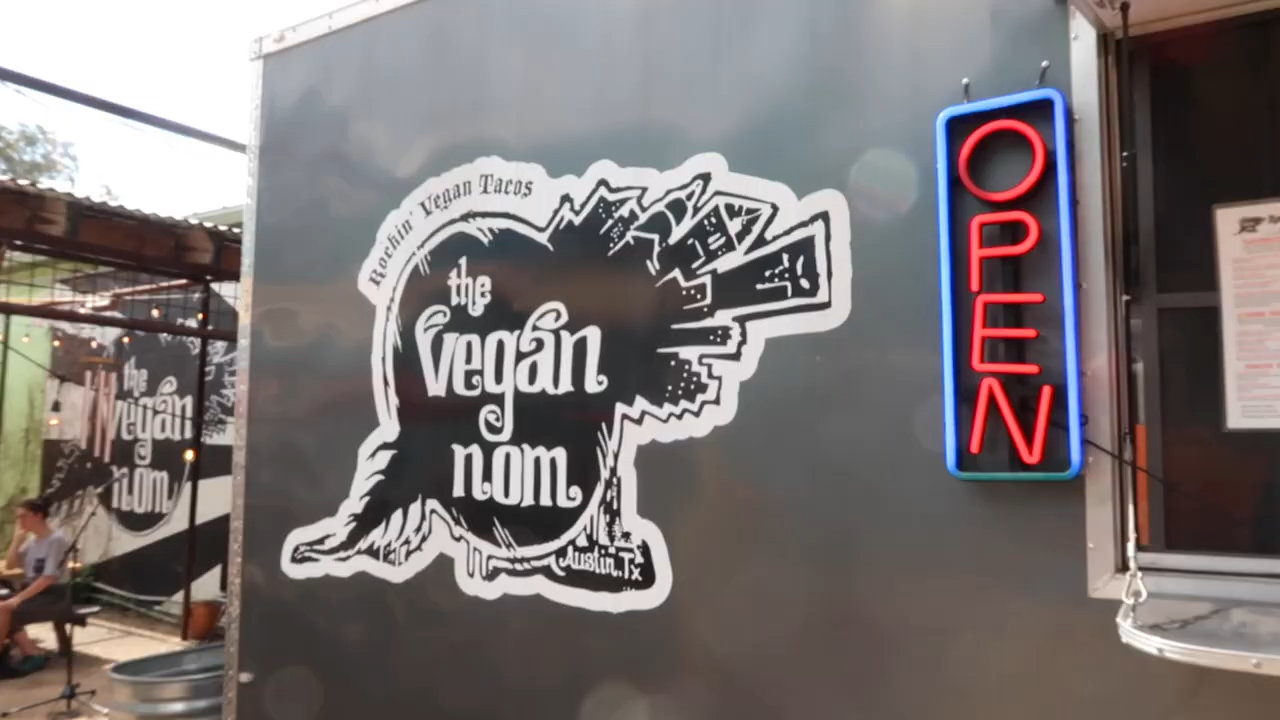 Rockin' Vegan Tacos
the
vegan
nom
Austin, Tx
OPEN
the
vegan
nom